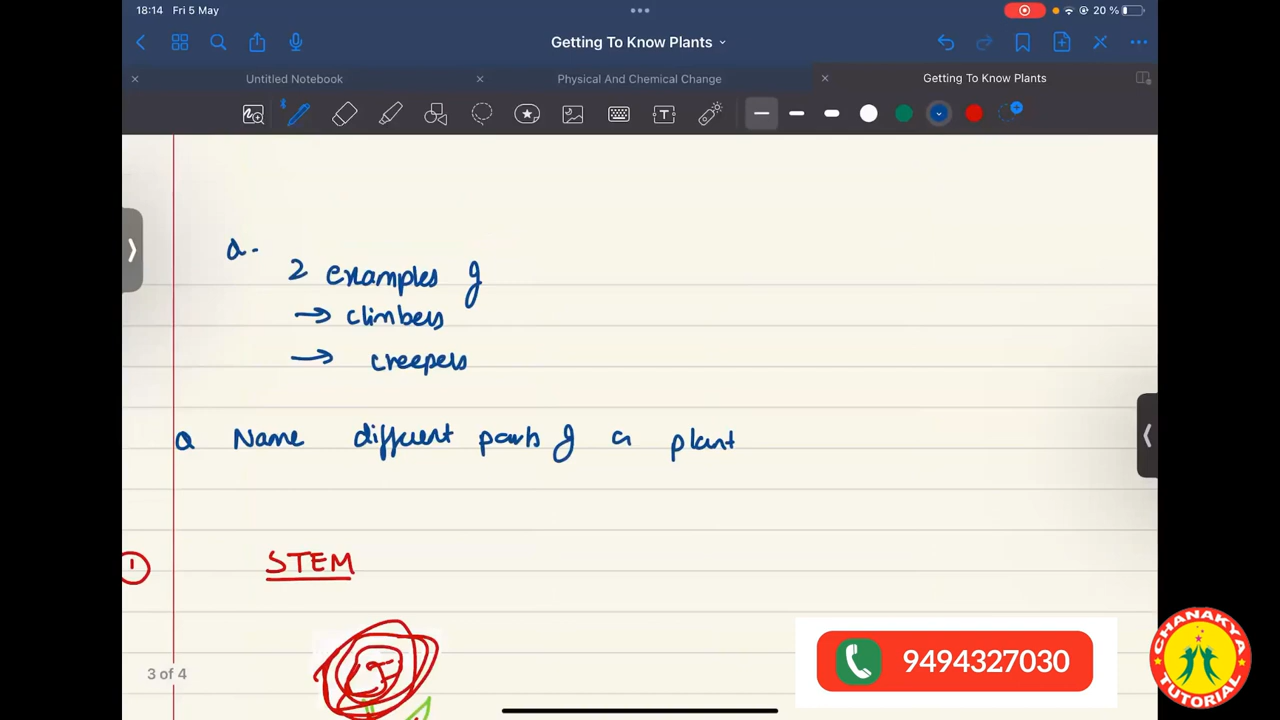 18:14 Fri 5 May
20 %
Getting To Know Plants
Untitled Notebook
Physical And Chemical Change
Getting To Know Plants
a.
2 examples of
→ climbers
→ creepers
a Name different parts of a plant
① STEM
3 of 4
9494327030
CHANAKYA
TUTORIAL